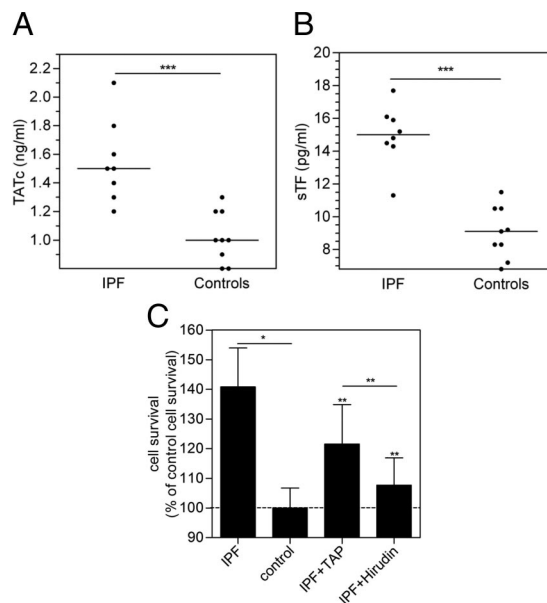 A
TATc (ng/ml)
2.2
2.0
1.8
1.6
1.4
1.2
1.0
***
IPF
Controls
B
sTF (pg/ml)
20
18
16
14
12
10
8
***
IPF
Controls
C
cell survival
(% of control cell survival)
160
150
140
130
120
110
100
90
*
**
**
**
IPF
control
IPF+TAP
IPF+Hirudin